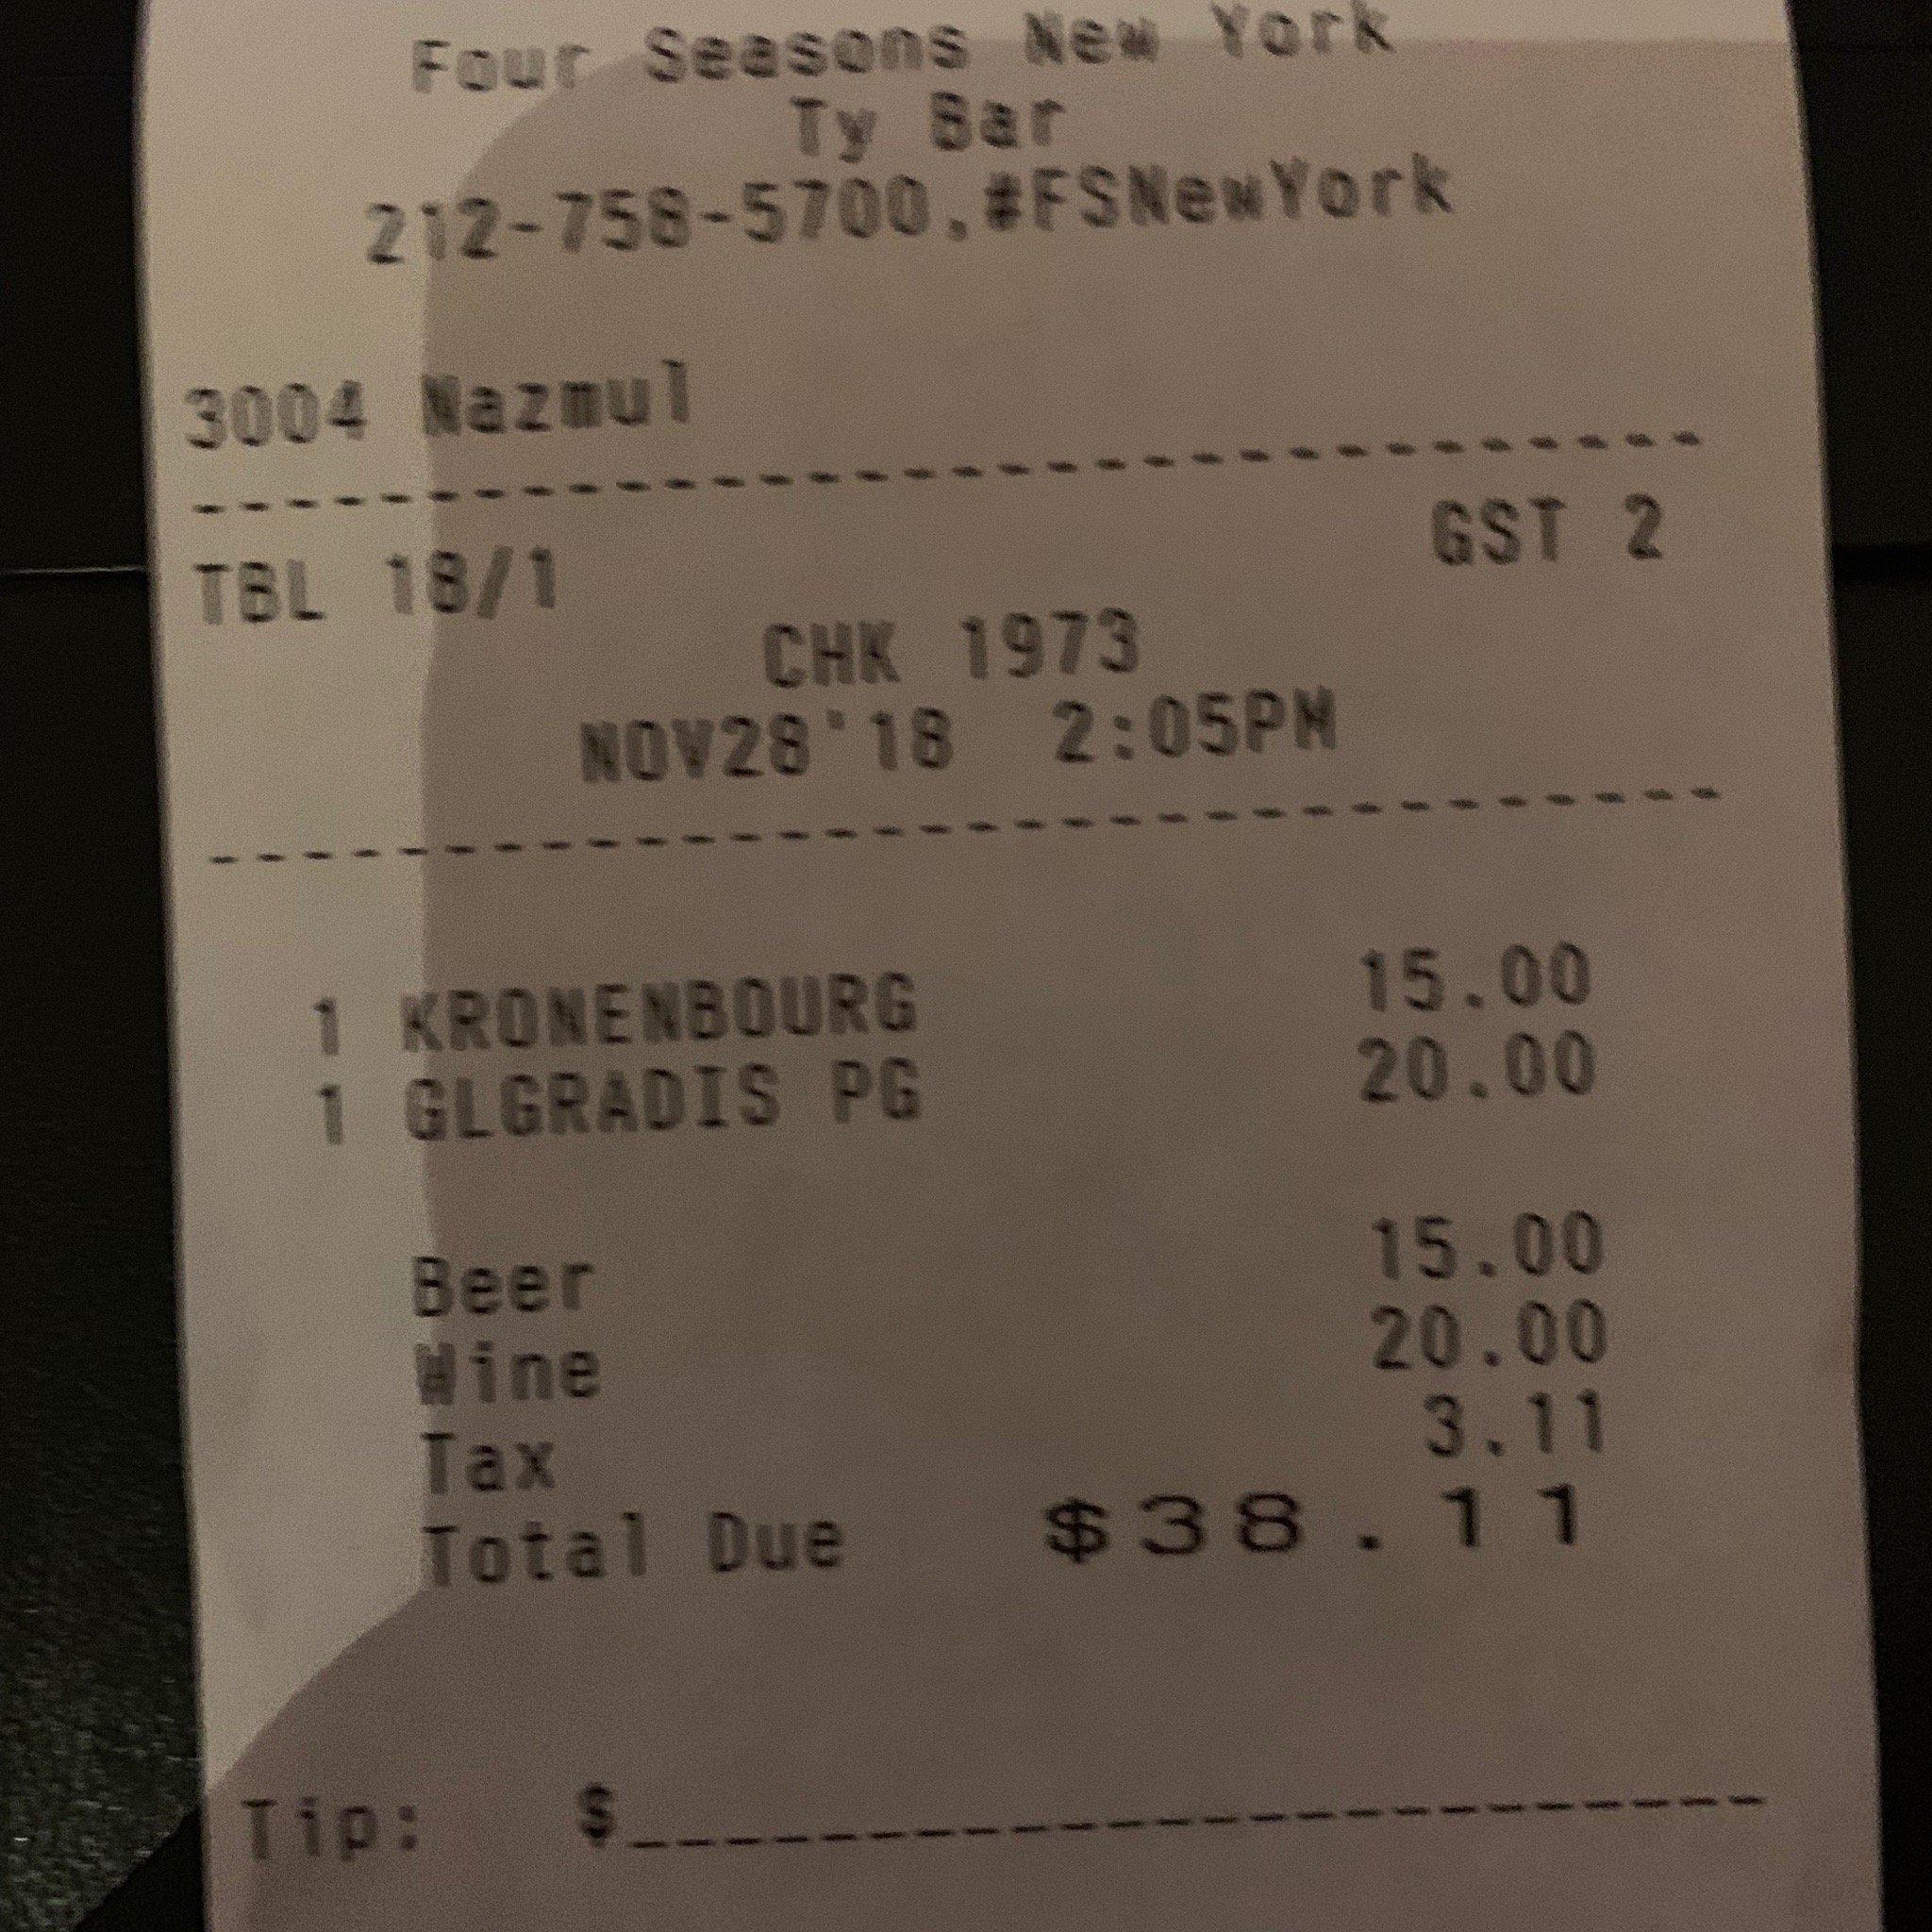 Four Seasons New York
Ty Bar
212-758-5700,#FSNewYork
3004 Nazmul
------------------------------------
TBL 18/1 GST 2
CHK 1973
NOV28'18 2:05PM
------------------------------------
1 KRONENBOURG 15.00
1 GLGRADIS PG 20.00
Beer 15.00
Wine 20.00
Tax 3.11
Total Due $38.11
Tip: $________________________